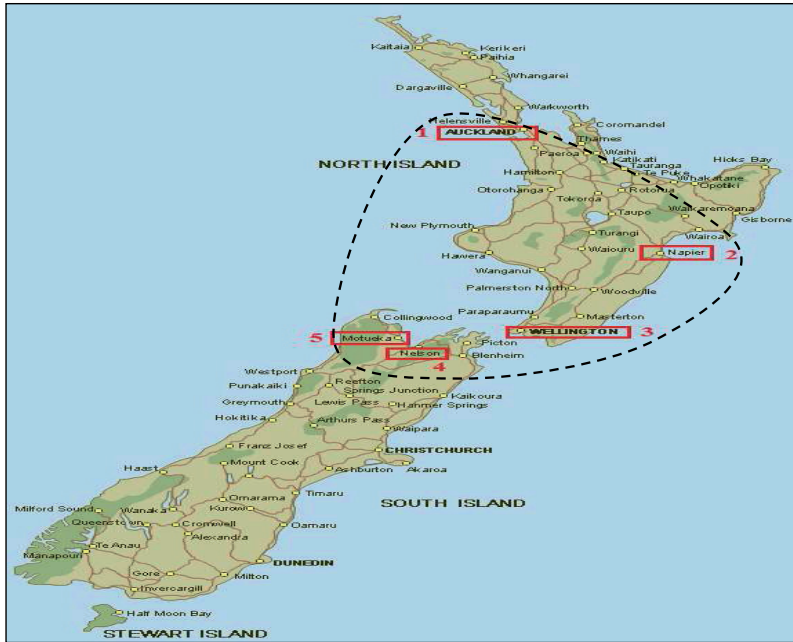 Kaitaia
Kerikeri
Paihia
Whangarei
Dargaville
Warkworth
Helensville
1 AUCKLAND
Coromandel
Thames
NORTH ISLAND
Paeroa
Waihi
Katikati
Hicks Bay
Hamilton
Tauranga
Te Puke
Whakatane
Opotiki
Otorohanga
Rotorua
Tokoroa
Taupo
Waikaremoana
Gisborne
New Plymouth
Turangi
Wairoa
Hawera
Waiouru
Napier 2
Wanganui
Palmerston North
Woodville
Collingwood
Paraparaumu
Masterton
5 Motueka
WELLINGTON 3
Nelson
4
Picton
Blenheim
Westport
Punakaiki
Reefton
Springs Junction
Greymouth
Lewis Pass
Hanmer Springs
Kaikoura
Hokitika
Arthurs Pass
Waipara
Franz Josef
CHRISTCHURCH
Haast
Mount Cook
Ashburton
Akaroa
Omarama
Timaru
SOUTH ISLAND
Milford Sound
Wanaka
Kurow
Queenstown
Cromwell
Oamaru
Alexandra
Te Anau
Manapouri
DUNEDIN
Gore
Milton
Invercargill
Half Moon Bay
STEWART ISLAND